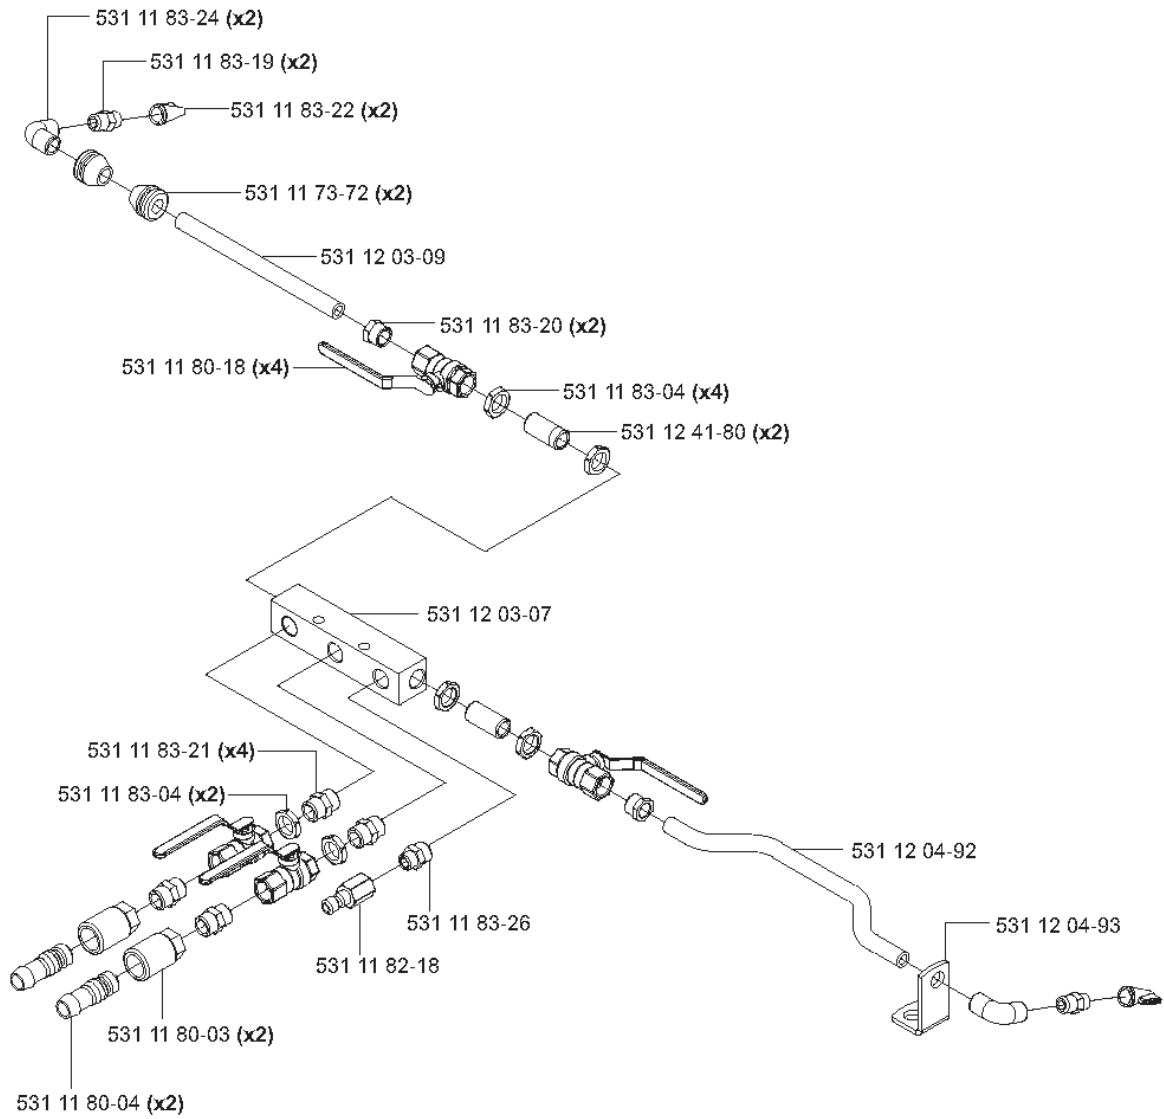 531 11 83-24 (x2)
531 11 83-19 (x2)
531 11 83-22 (x2)
531 11 73-72 (x2)
531 12 03-09
531 11 83-20 (x2)
531 11 80-18 (x4)
531 11 83-04 (x4)
531 12 41-80 (x2)
531 12 03-07
531 11 83-21 (x4)
531 11 83-04 (x2)
531 12 04-92
531 11 83-26
531 12 04-93
531 11 82-18
531 11 80-03 (x2)
531 11 80-04 (x2)